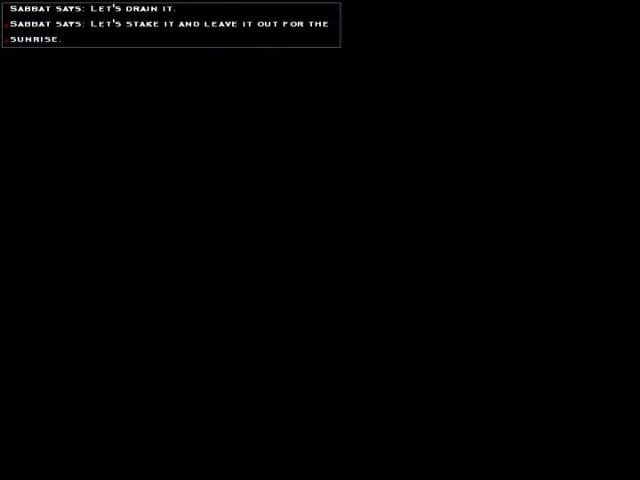 Sabbat says: Let's drain it.
Sabbat says: Let's stake it and leave it out for the
sunrise.